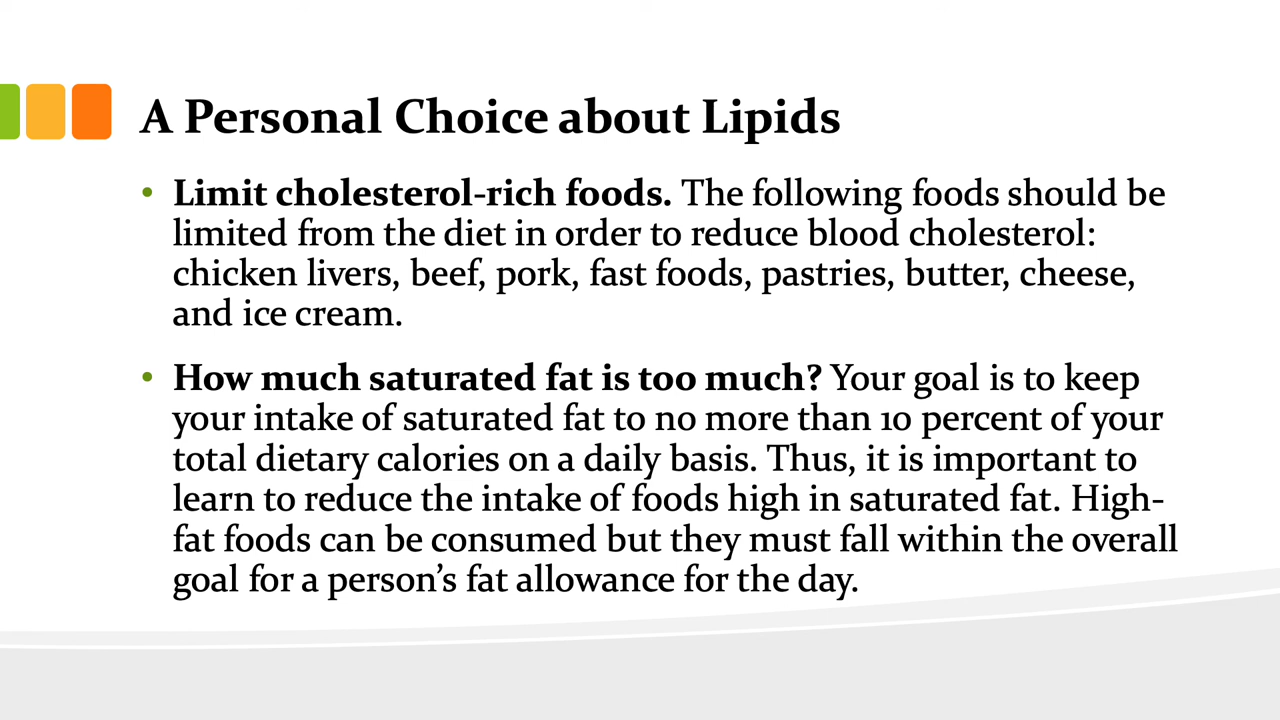 A Personal Choice about Lipids
• Limit cholesterol-rich foods. The following foods should be
limited from the diet in order to reduce blood cholesterol:
chicken livers, beef, pork, fast foods, pastries, butter, cheese,
and ice cream.
• How much saturated fat is too much? Your goal is to keep
your intake of saturated fat to no more than 10 percent of your
total dietary calories on a daily basis. Thus, it is important to
learn to reduce the intake of foods high in saturated fat. High-
fat foods can be consumed but they must fall within the overall
goal for a person’s fat allowance for the day.